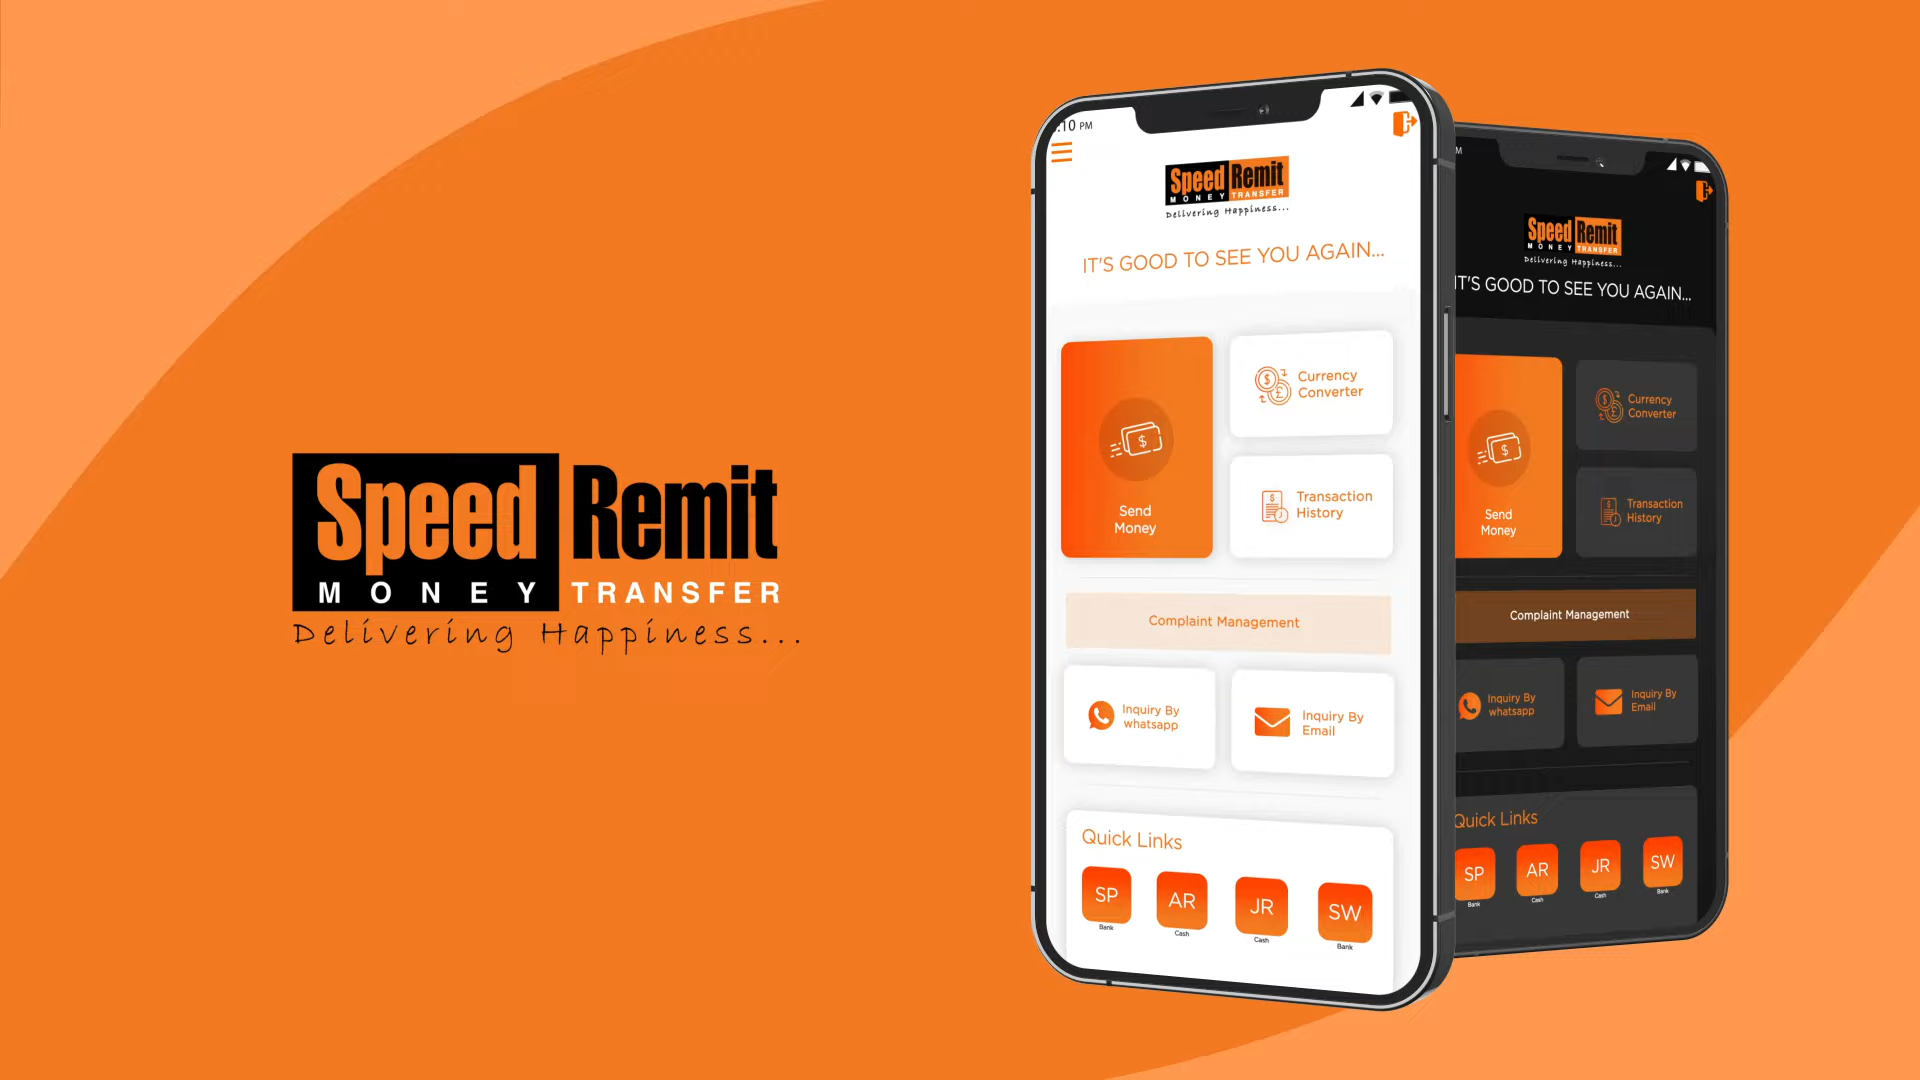 Speed Remit
MONEY TRANSFER
Delivering Happiness...
:10 PM
Speed Remit
MONEY TRANSFER
Delivering Happiness...
IT'S GOOD TO SEE YOU AGAIN...
Send
Money
Currency
Converter
Transaction
History
Complaint Management
Inquiry By
whatsapp
Inquiry By
Email
Quick Links
SP
Bank
AR
Cash
JR
Cash
SW
Bank
M
Speed Remit
MONEY TRANSFER
Delivering Happiness...
IT'S GOOD TO SEE YOU AGAIN...
Send
Money
Currency
Converter
Transaction
History
Complaint Management
Inquiry By
whatsapp
Inquiry By
Email
Quick Links
SP
Bank
AR
Cash
JR
Cash
SW
Bank